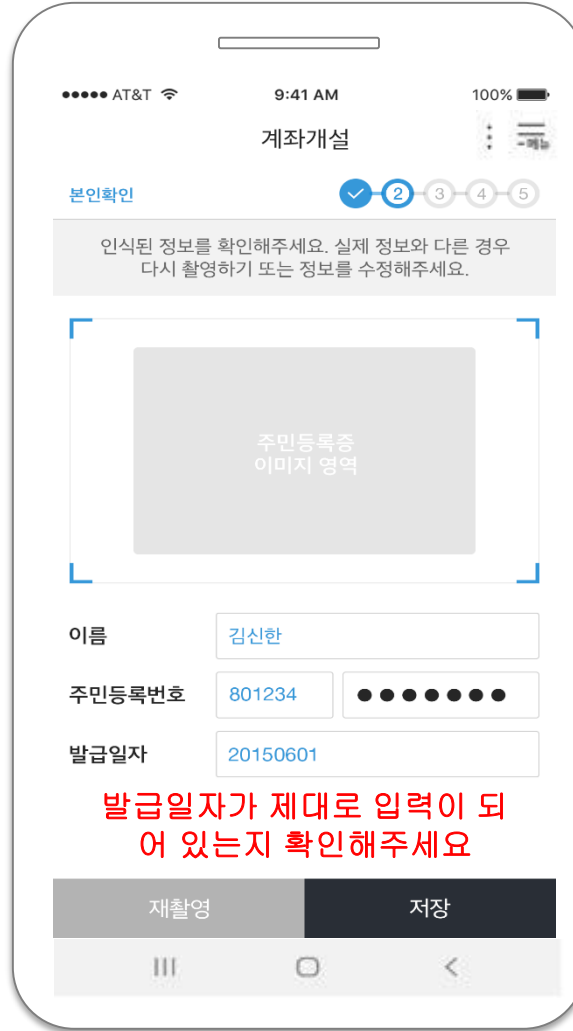 ●●●●● AT&T 9:41 AM 100%
계좌개설
-메뉴
본인확인 2 3 4 5
인식된 정보를 확인해주세요. 실제 정보와 다른 경우
다시 촬영하기 또는 정보를 수정해주세요.
주민등록증
이미지 영역
이름 김신한
주민등록번호 801234 ●●●●●●●
발급일자 20150601
발급일자가 제대로 입력이 되
어 있는지 확인해주세요
재촬영 저장